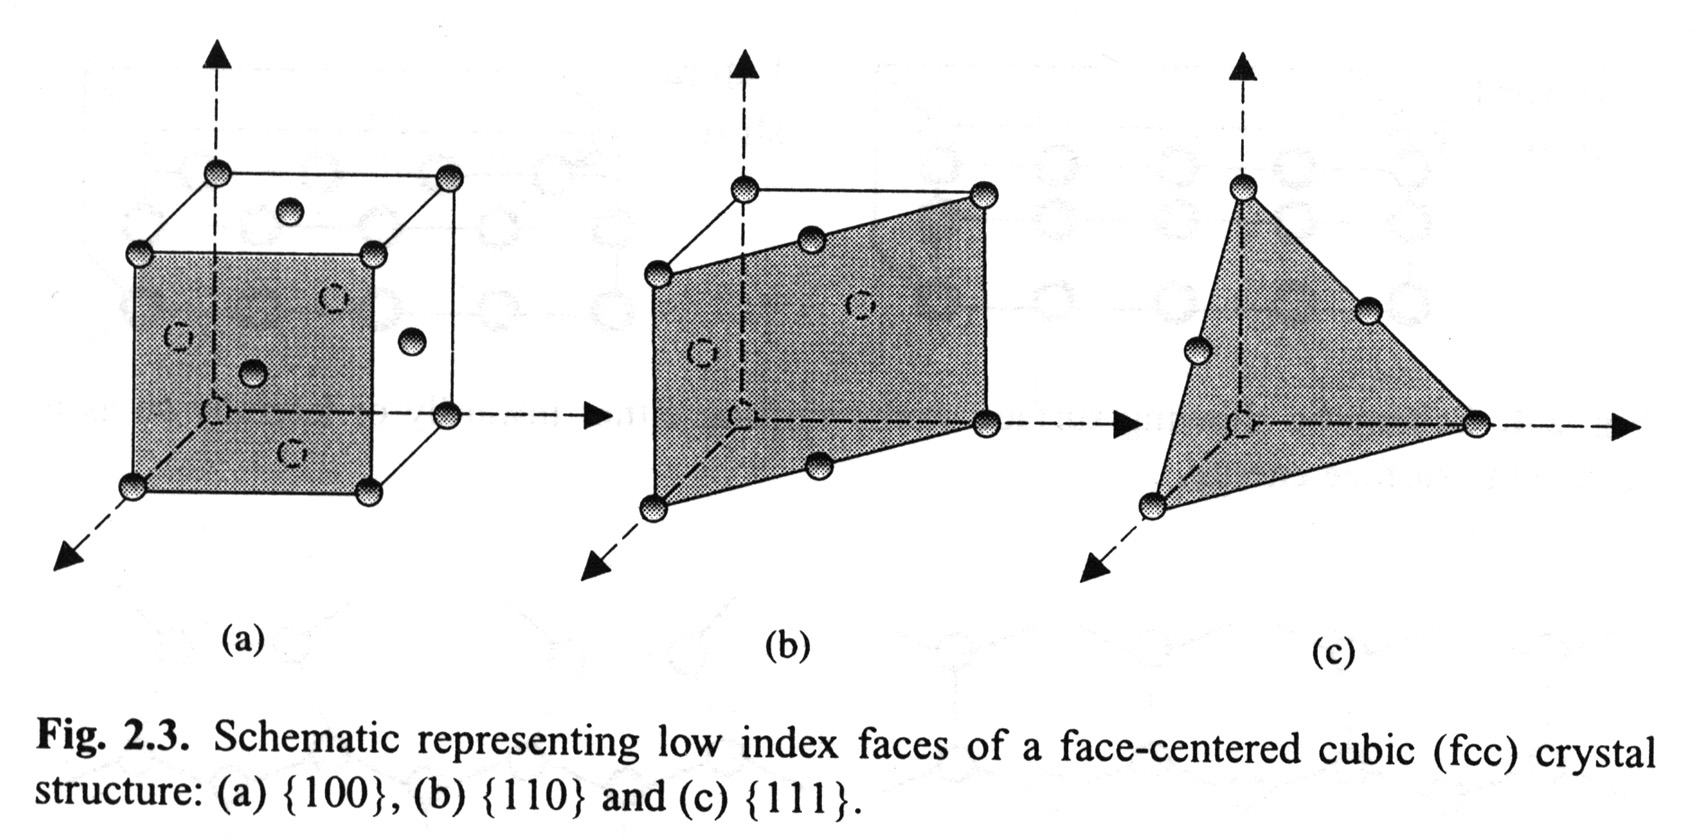 (a)
(b)
(c)
Fig. 2.3. Schematic representing low index faces of a face-centered cubic (fcc) crystal
structure: (a) {100}, (b) {110} and (c) {111}.